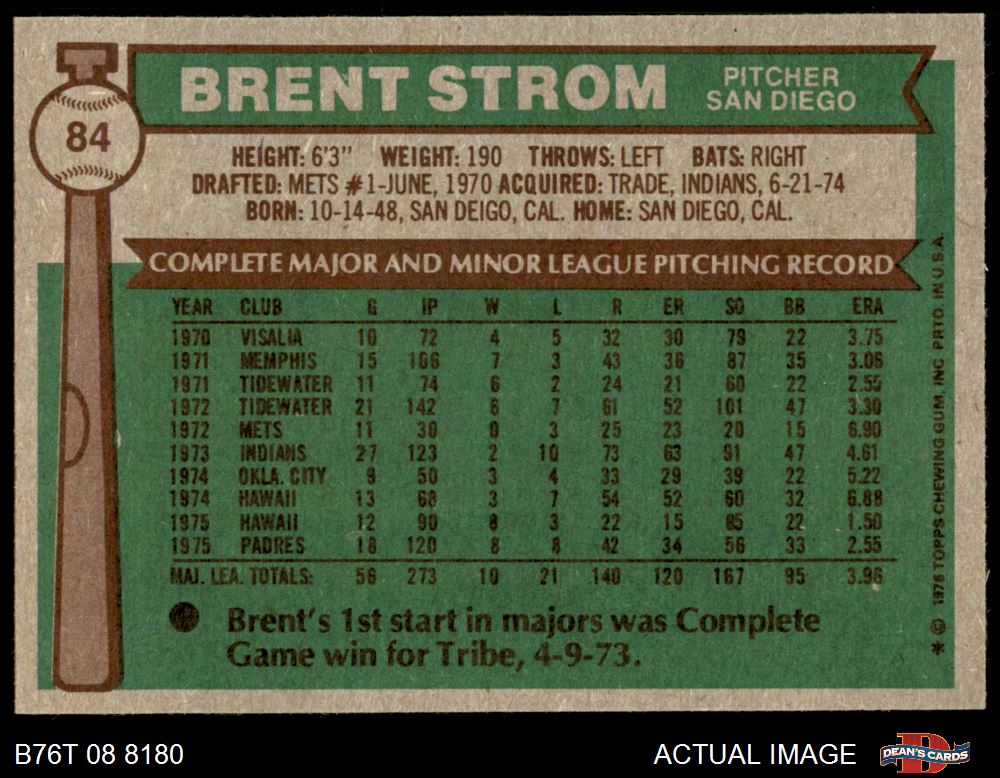 84
BRENT STROM
PITCHER
SAN DIEGO
HEIGHT: 6'3" WEIGHT: 190 THROWS: LEFT BATS: RIGHT
DRAFTED: METS #1-JUNE, 1970 ACQUIRED: TRADE, INDIANS, 6-21-74
BORN: 10-14-48, SAN DEIGO, CAL. HOME: SAN DIEGO, CAL.
COMPLETE MAJOR AND MINOR LEAGUE PITCHING RECORD
YEAR CLUB G IP W L R ER SO BB ERA
1970 VISALIA 10 72 4 5 32 30 79 22 3.75
1971 MEMPHIS 15 106 7 3 43 36 87 35 3.06
1971 TIDEWATER 11 74 6 2 24 21 60 22 2.55
1972 TIDEWATER 21 142 6 7 61 52 101 47 3.30
1972 METS 11 30 0 3 25 23 20 15 6.90
1973 INDIANS 27 123 2 10 73 63 91 47 4.61
1974 OKLA. CITY 9 50 3 4 33 29 39 22 5.22
1974 HAWAII 13 68 3 7 54 52 60 32 6.88
1975 HAWAII 12 90 8 3 22 15 65 22 1.50
1975 PADRES 18 120 8 8 42 34 56 33 2.55
MAJ. LEA. TOTALS: 56 273 10 21 140 120 167 95 3.96
Brent's 1st start in majors was Complete
Game win for Tribe, 4-9-73.
* © 1976 TOPPS CHEWING GUM, INC. PRTD. IN U.S.A.
B76T 08 8180
ACTUAL IMAGE
D
DEAN'S CARDS